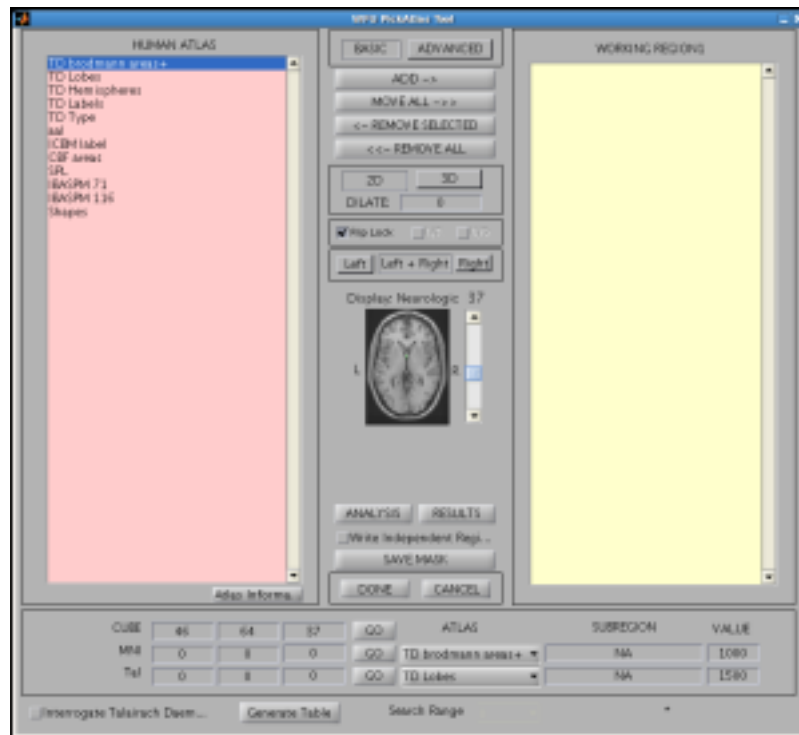 WFU PickAtlas Tool
HUMAN ATLAS
TD brodmann areas+
TD Lobes
TD Hemispheres
TD Labels
TD Type
aal
ICBM label
CBF areas
SPL
IBASPM 71
IBASPM 116
Shapes
Atlas Informa...
BASIC ADVANCED
ADD -->
MOVE ALL -->>
<-- REMOVE SELECTED
<<-- REMOVE ALL
2D 3D
DILATE 0
Flip Lock
Left Left + Right Right
Display: Neurologic 37
L R
ANALYSIS RESULTS
Write Independent Regi...
SAVE MASK
DONE CANCEL
WORKING REGIONS
CUBE 46 64 37 GO ATLAS SUBREGION VALUE
MNI 0 0 0 GO TD brodmann areas+ NA 1000
Tal 0 0 0 GO TD Lobes NA 1500
Interrogate Talairach Daem... Generate Table Search Range